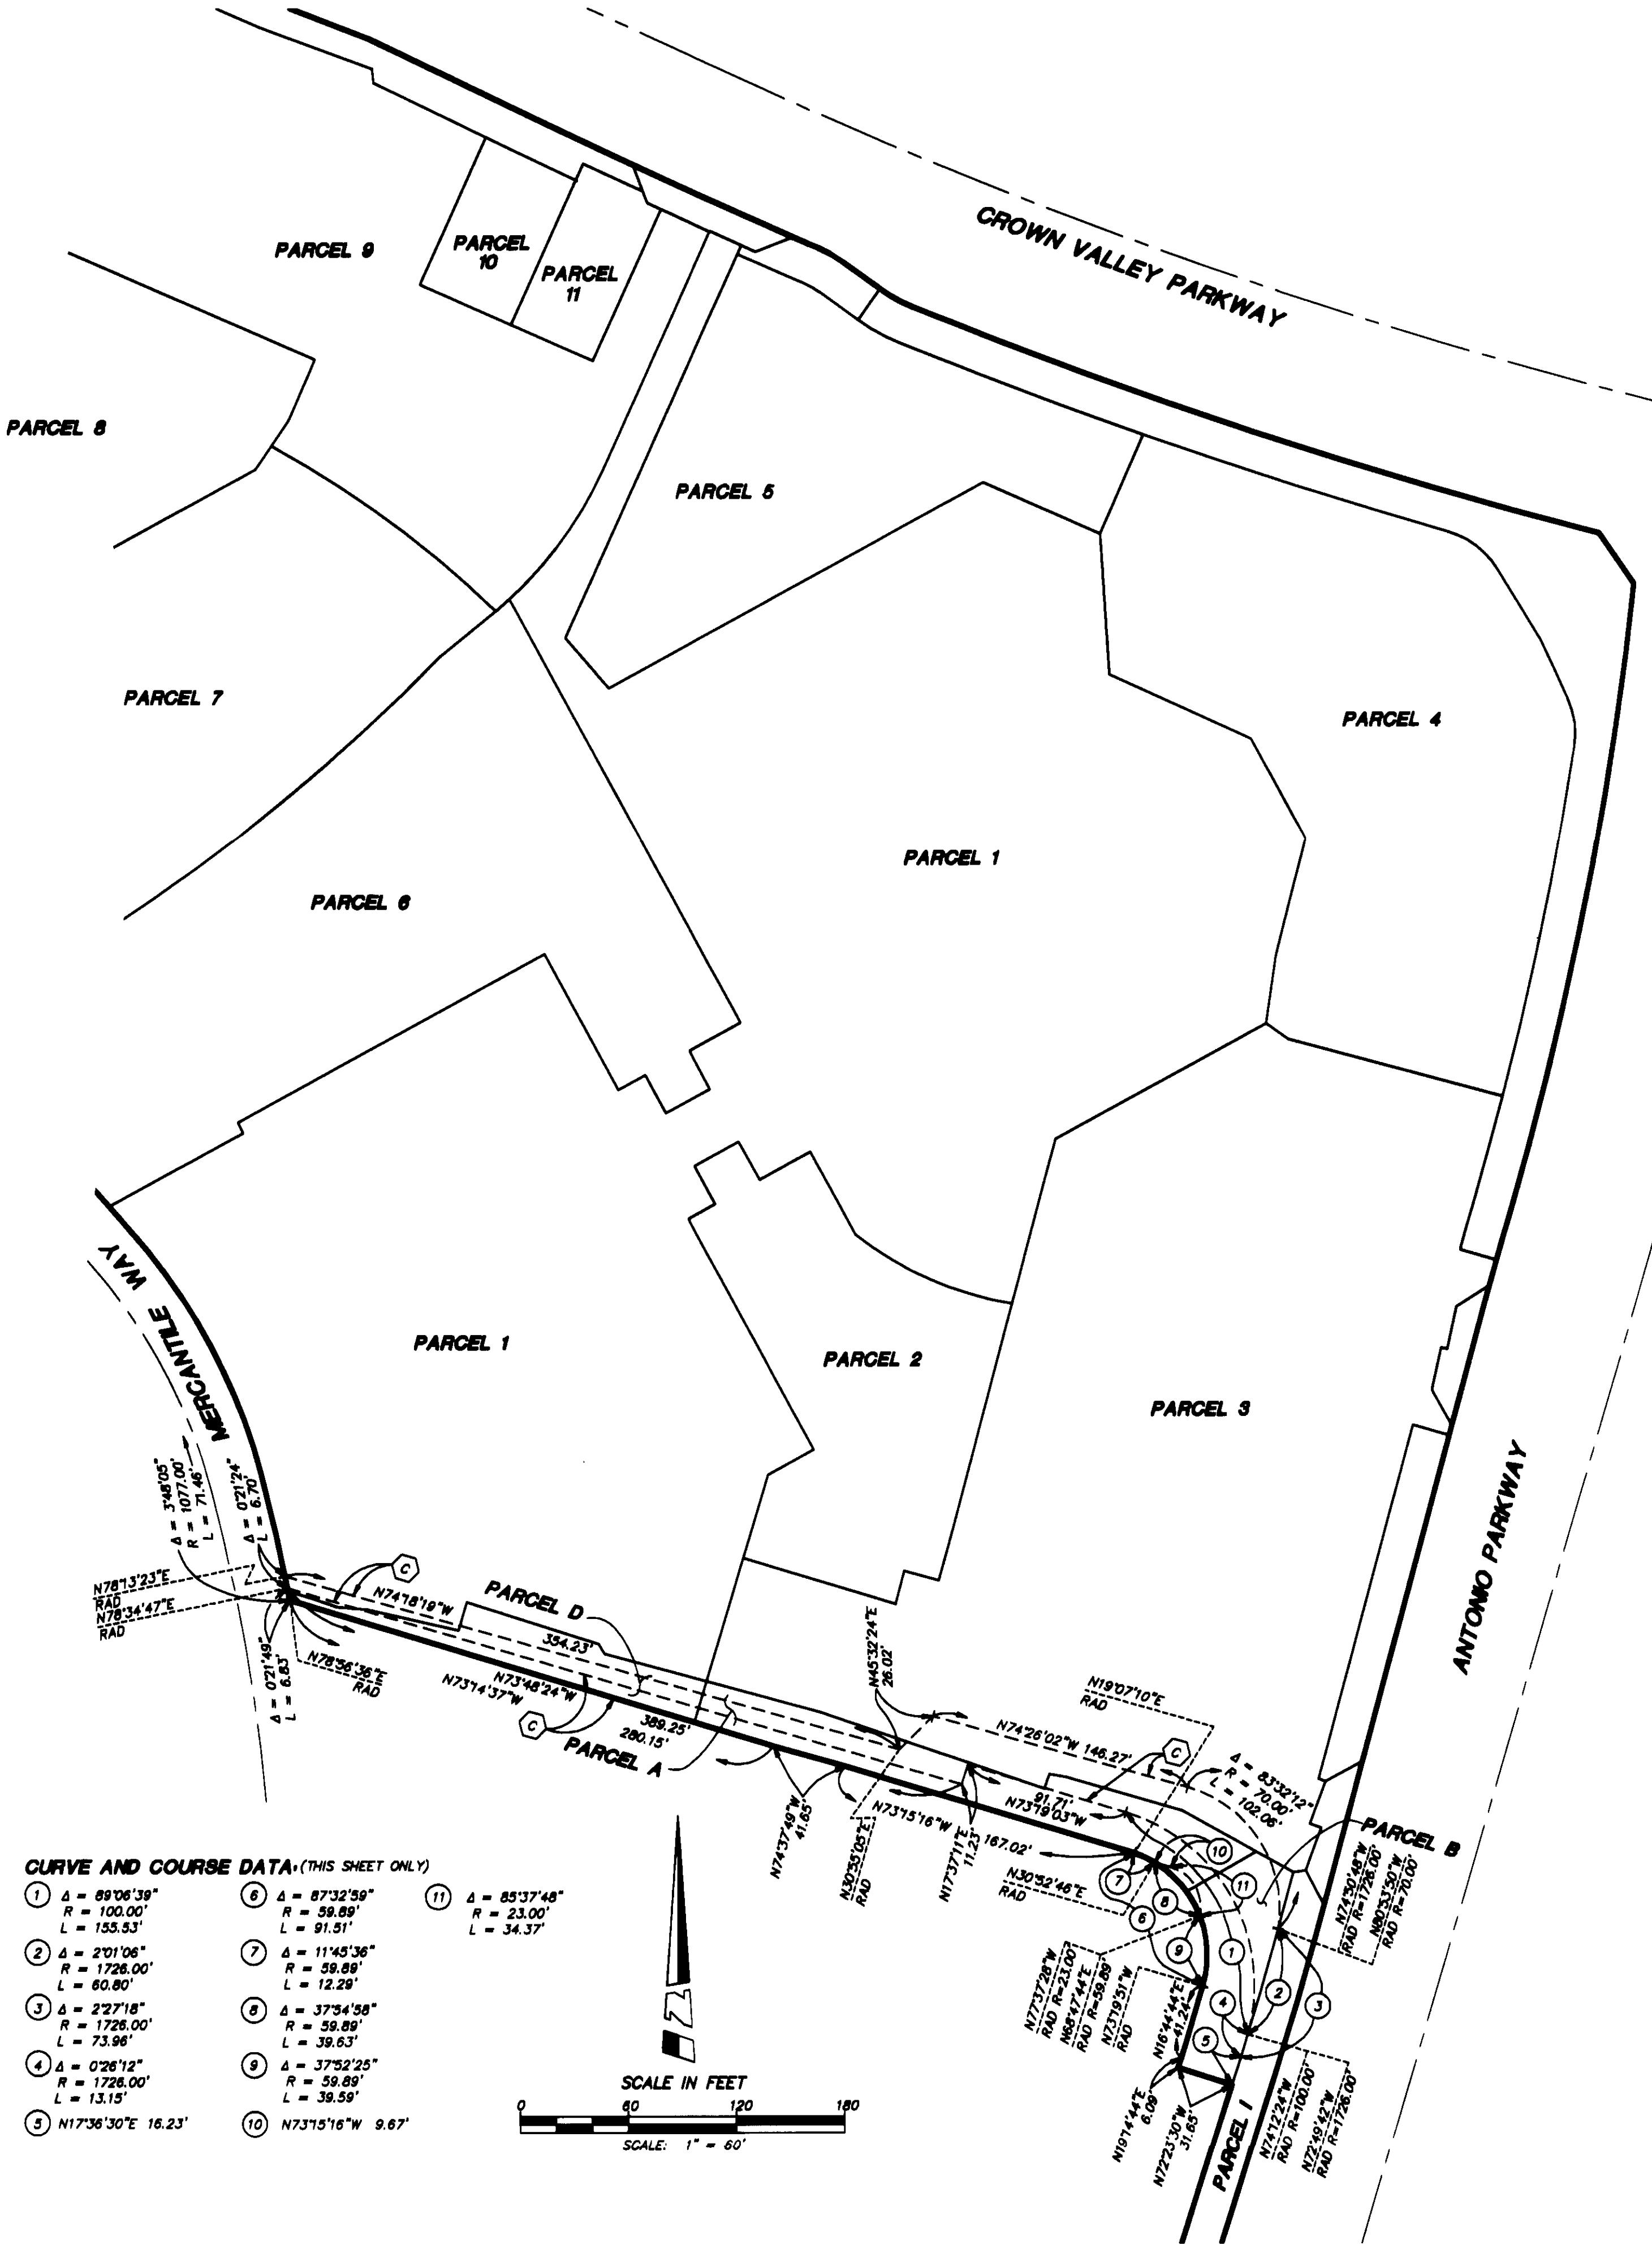 CROWN VALLEY PARKWAY
PARCEL 9
PARCEL
10
PARCEL
11
PARCEL 8
PARCEL 5
PARCEL 7
PARCEL 4
PARCEL 1
PARCEL 6
MERCANTILE WAY
PARCEL 1
PARCEL 2
PARCEL 3
ANTONIO PARKWAY
Δ = 3°48'05"
R = 1077.00'
L = 71.46'
Δ = 0°21'24"
L = 6.70'
N78°13'23"E
RAD
N78°34'47"E
RAD
C
N74°18'19"W
PARCEL D
354.23'
Δ = 0°21'49"
L = 6.83'
N78°56'36"E
RAD
N73°48'24"W
N73°14'37"W
C
389.25'
280.15'
PARCEL A
N45°32'24"E
26.02'
N19°07'10"E
RAD
N74°26'02"W 146.27'
C
Δ = 83°32'12"
R = 70.00'
L = 102.06'
91.71'
N73°19'03"W
N73°15'16"W
167.02'
N74°37'49"W
41.65'
N30°55'05"E
RAD
N17°37'11"E
11.23'
N30°52'46"E
RAD
PARCEL B
N74°50'48"W
RAD R=1726.00'
N80°53'50"W
RAD R=70.00'
10
7
8
11
6
9
1
4
2
3
5
N77°37'28"W
RAD R=23.00'
N68°47'44"E
RAD R=59.89'
N73°19'51"W
RAD
N16°44'44"E
41.24'
N19°14'44"E
6.09'
N72°23'30"W
31.65'
PARCEL I
N74°12'24"W
RAD R=100.00'
N72°49'42"W
RAD R=1726.00'
CURVE AND COURSE DATA: (THIS SHEET ONLY)
1 Δ = 89°06'39"
R = 100.00'
L = 155.53'
2 Δ = 2°01'06"
R = 1726.00'
L = 60.80'
3 Δ = 2°27'18"
R = 1726.00'
L = 73.96'
4 Δ = 0°26'12"
R = 1726.00'
L = 13.15'
5 N17°36'30"E 16.23'
6 Δ = 87°32'59"
R = 59.89'
L = 91.51'
7 Δ = 11°45'36"
R = 59.89'
L = 12.29'
8 Δ = 37°54'58"
R = 59.89'
L = 39.63'
9 Δ = 37°52'25"
R = 59.89'
L = 39.59'
10 N73°15'16"W 9.67'
11 Δ = 85°37'48"
R = 23.00'
L = 34.37'
N
SCALE IN FEET
0 60 120 180
SCALE: 1" = 60'